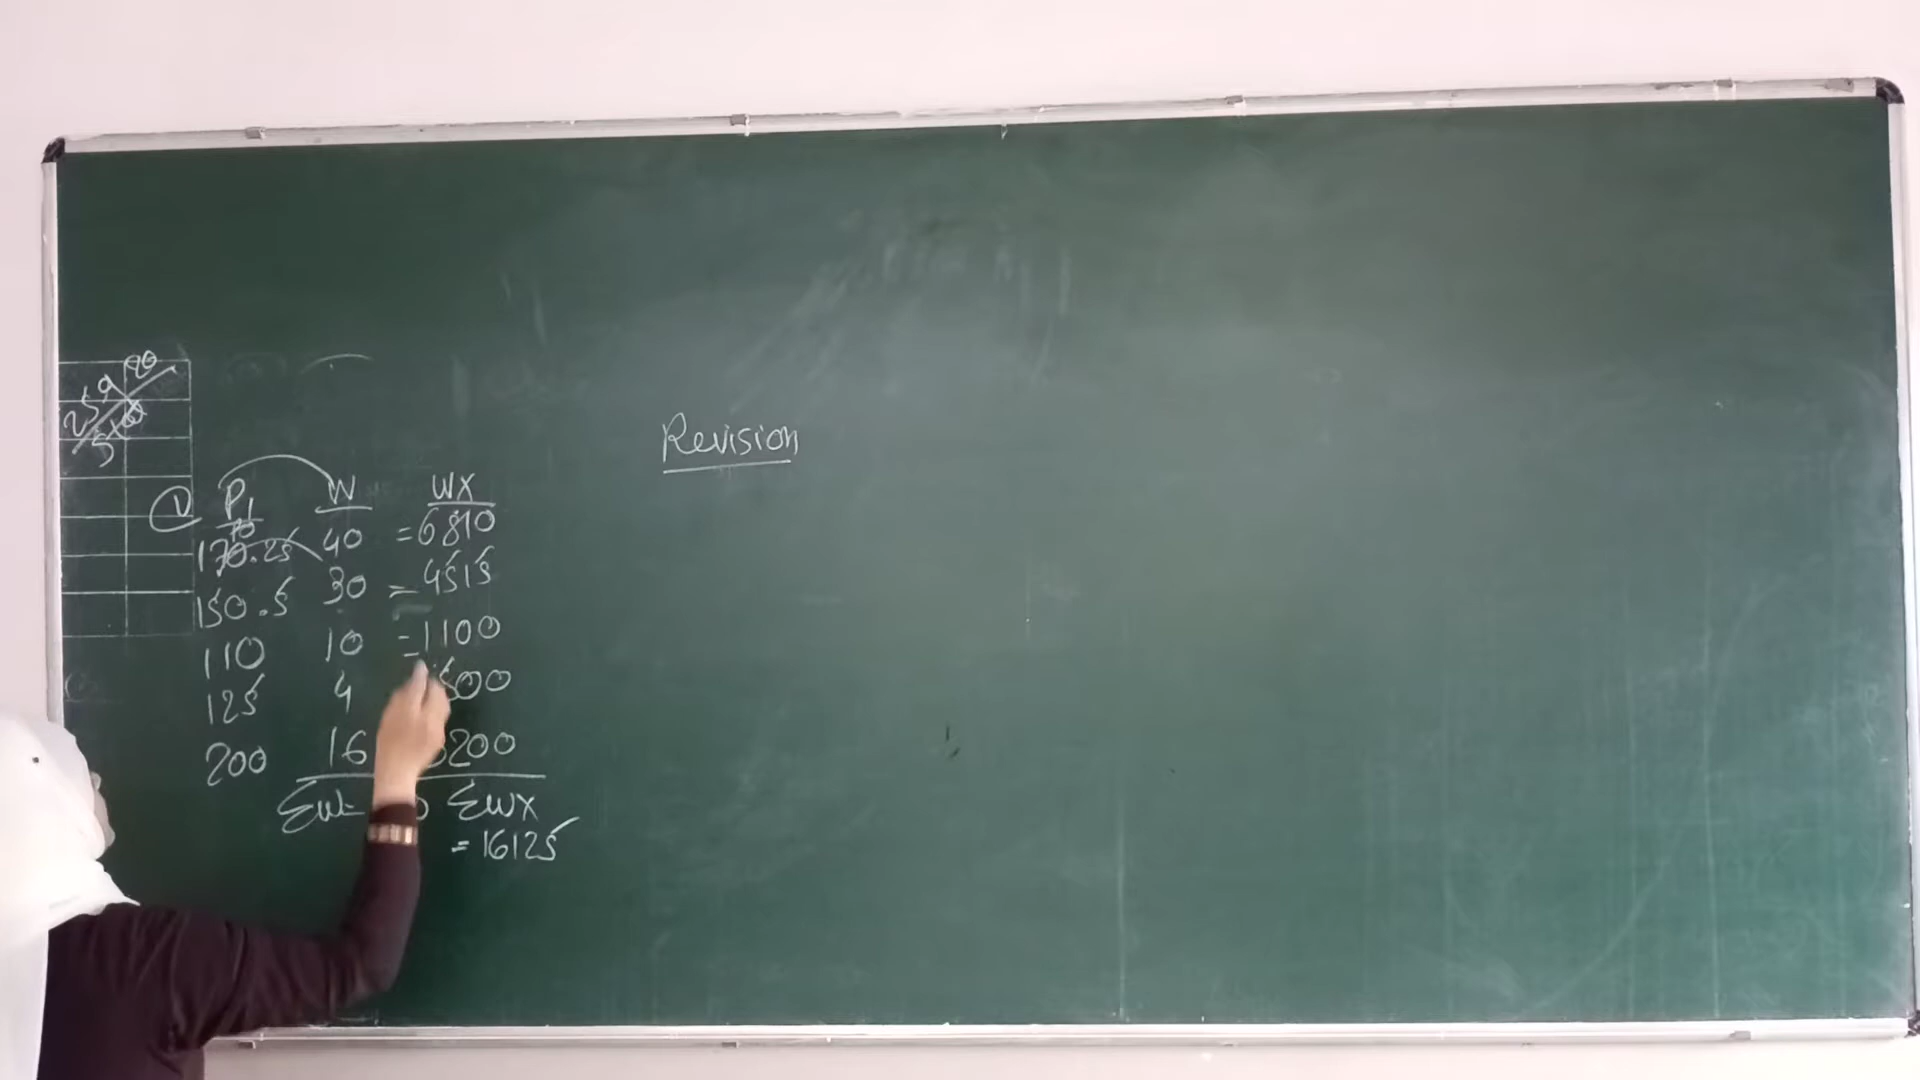 Revision
① P₁ W WX
170.25 40 = 6810
150.5 30 = 4515
110 10 = 1100
125 4 500
200 16 3200
Σw= Σwx
= 16125